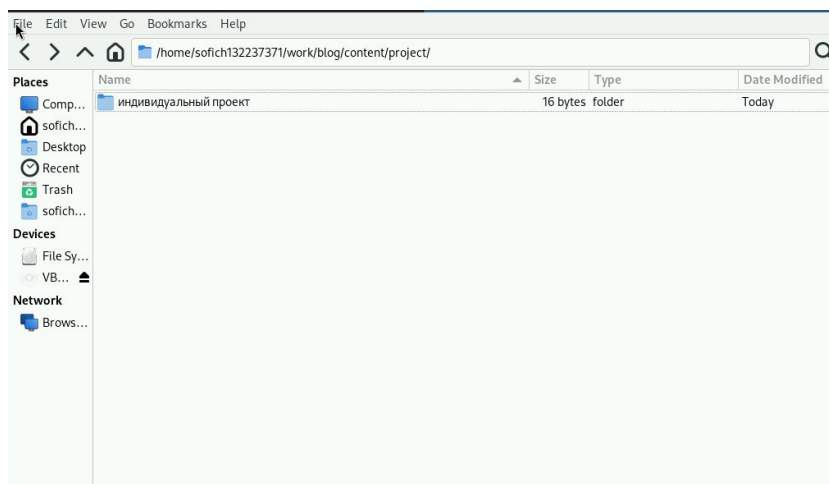 File Edit View Go Bookmarks Help
/home/sofich132237371/work/blog/content/project/
Places
Comp...
sofich...
Desktop
Recent
Trash
sofich...
Devices
File Sy...
VB...
Network
Brows...
Name Size Type Date Modified
индивидуальный проект 16 bytes folder Today